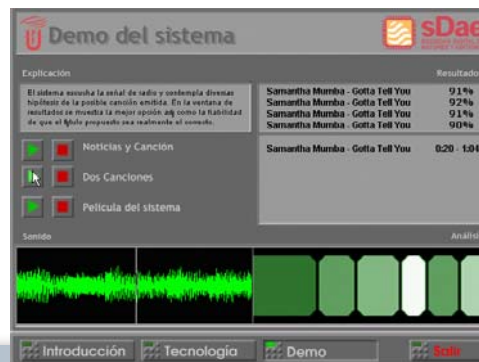 Demo del sistema
sDae
Explicación
El sistema escucha la señal de radio y contempla diversas
hipótesis de la posible canción emitida. En la ventana de
resultados se muestra la mejor opción así como la fiabilidad
de que el título propuesto sea realmente el correcto.
Resultado
Samantha Mumba - Gotta Tell You 91%
Samantha Mumba - Gotta Tell You 92%
Samantha Mumba - Gotta Tell You 91%
Samantha Mumba - Gotta Tell You 90%
Samantha Mumba - Gotta Tell You 0:20 - 1:04
Noticias y Canción
Dos Canciones
Película del sistema
Sonido
Análisi
Introducción
Tecnología
Demo
Salir